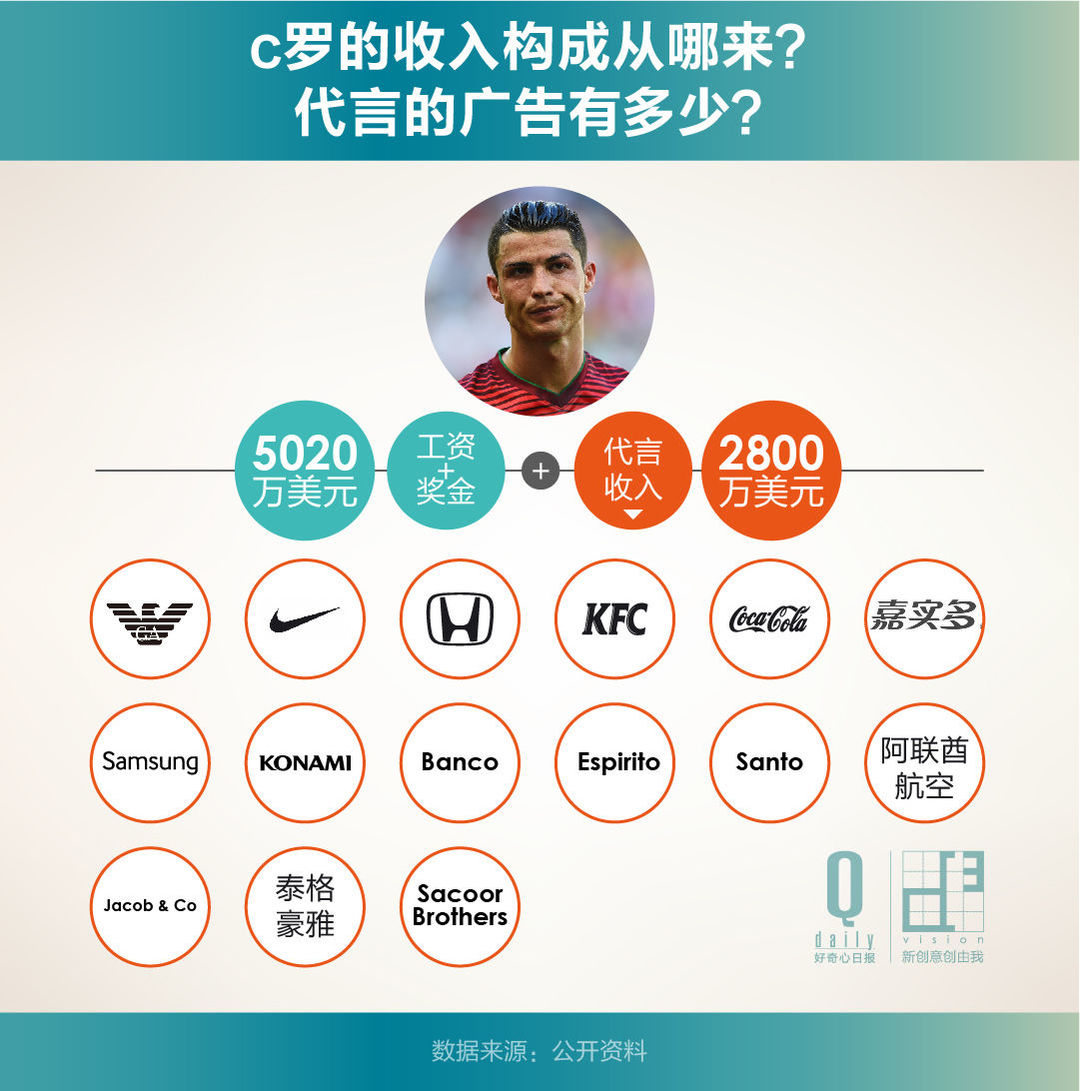 C罗的收入构成从哪来?
代言的广告有多少?
5020
万美元
工资
+
奖金
+
代言
收入
2800
万美元
GA
KFC
Coca-Cola
嘉实多
Samsung
KONAMI
Banco
Espirito
Santo
阿联酋
航空
Jacob & Co
泰格
豪雅
Sacoor
Brothers
Q
daily
好奇心日报
vision
新创意创由我
数据来源：公开资料